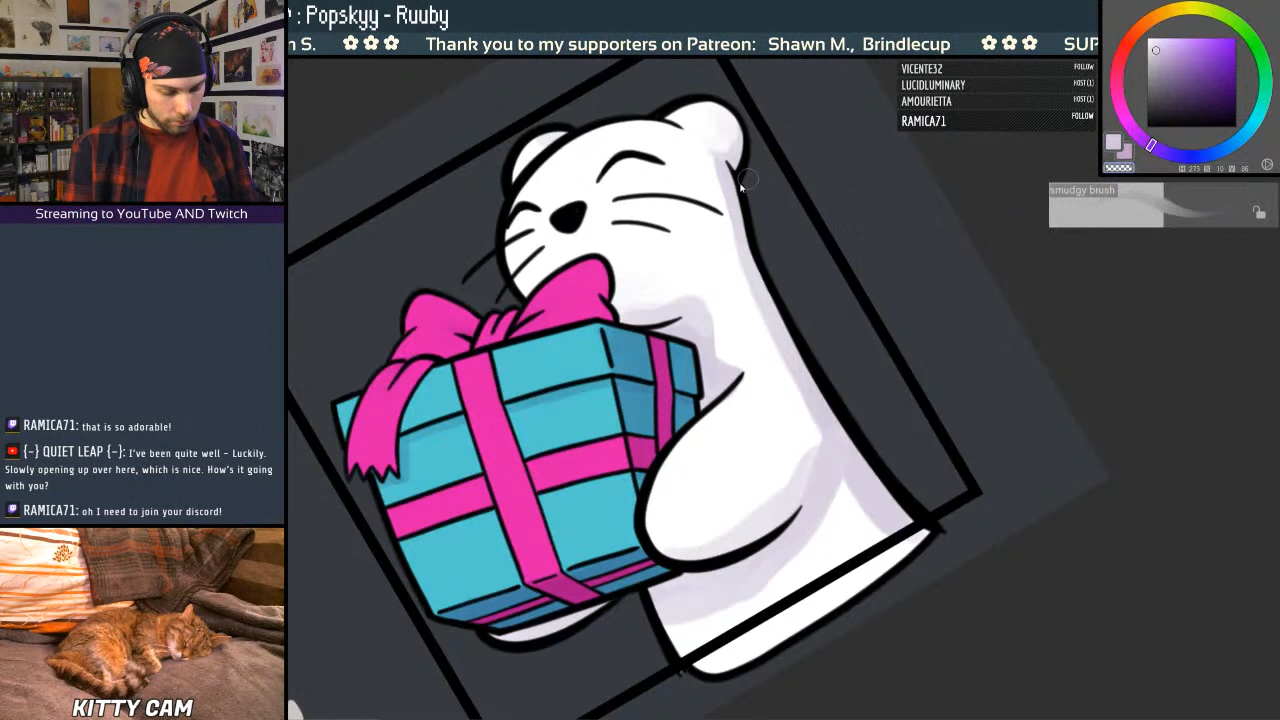 : Popskyy - Ruuby
n S. ✿ ✿ ✿ Thank you to my supporters on Patreon: Shawn M., Brindlecup ✿ ✿ ✿ SUP
VICENTE32 FOLLOW
LUCIDLUMINARY HOST(1)
AMOURIETTA HOST(1)
RAMICA71 FOLLOW
smudgy brush
Streaming to YouTube AND Twitch
RAMICA71: that is so adorable!
{-} QUIET LEAP {-}: I've been quite well - Luckily.
Slowly opening up over here, which is nice. How's it going
with you?
RAMICA71: oh I need to join your discord!
KITTY CAM